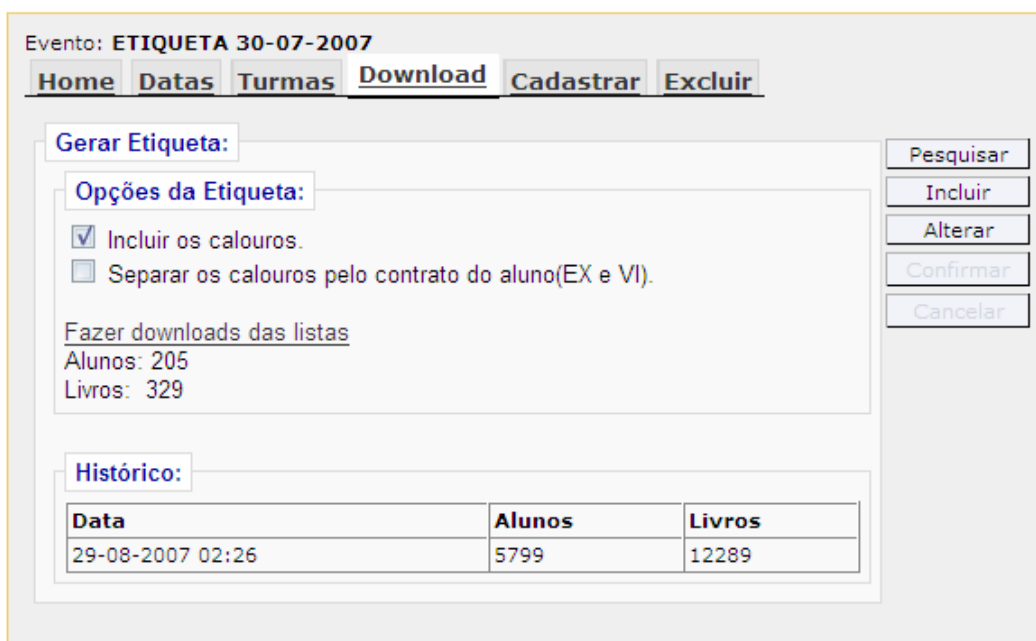 Evento: ETIQUETA 30-07-2007
Home Datas Turmas Download Cadastrar Excluir
Gerar Etiqueta:
Pesquisar
Incluir
Alterar
Confirmar
Cancelar
Opções da Etiqueta:
Incluir os calouros.
Separar os calouros pelo contrato do aluno(EX e VI).
Fazer downloads das listas
Alunos: 205
Livros: 329
Histórico:
Data Alunos Livros
29-08-2007 02:26 5799 12289